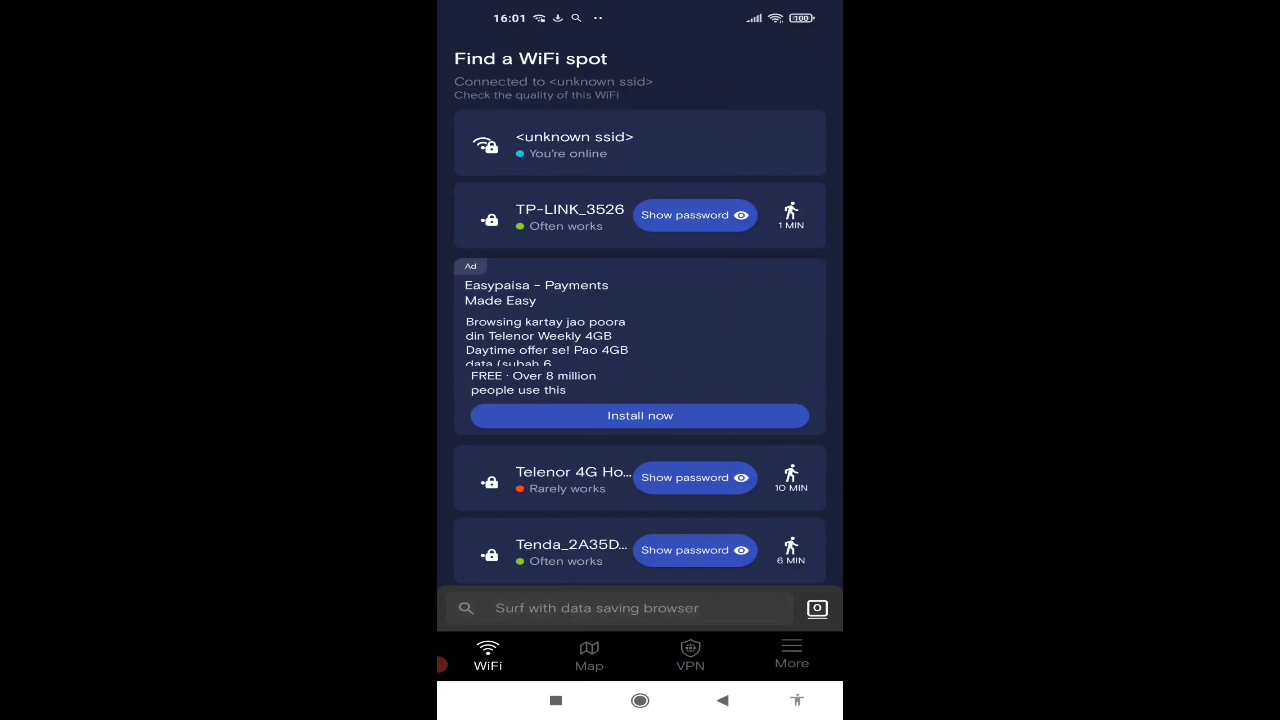 16:01
100
Find a WiFi spot
Connected to <unknown ssid>
Check the quality of this WiFi
<unknown ssid>
You're online
TP-LINK_3526
Often works
Show password
1 MIN
Ad
Easypaisa - Payments
Made Easy
Browsing kartay jao poora
din Telenor Weekly 4GB
Daytime offer se! Pao 4GB
data (subah 6
FREE · Over 8 million
people use this
Install now
Telenor 4G Ho...
Rarely works
Show password
10 MIN
Tenda_2A35D...
Often works
Show password
6 MIN
Surf with data saving browser
WiFi
Map
VPN
More